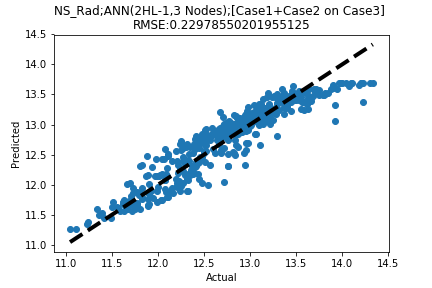 NS_Rad;ANN(2HL-1,3 Nodes);[Case1+Case2 on Case3]
RMSE:0.22978550201955125
14.5
14.0
13.5
13.0
12.5
12.0
11.5
11.0
Predicted
11.0 11.5 12.0 12.5 13.0 13.5 14.0 14.5
Actual